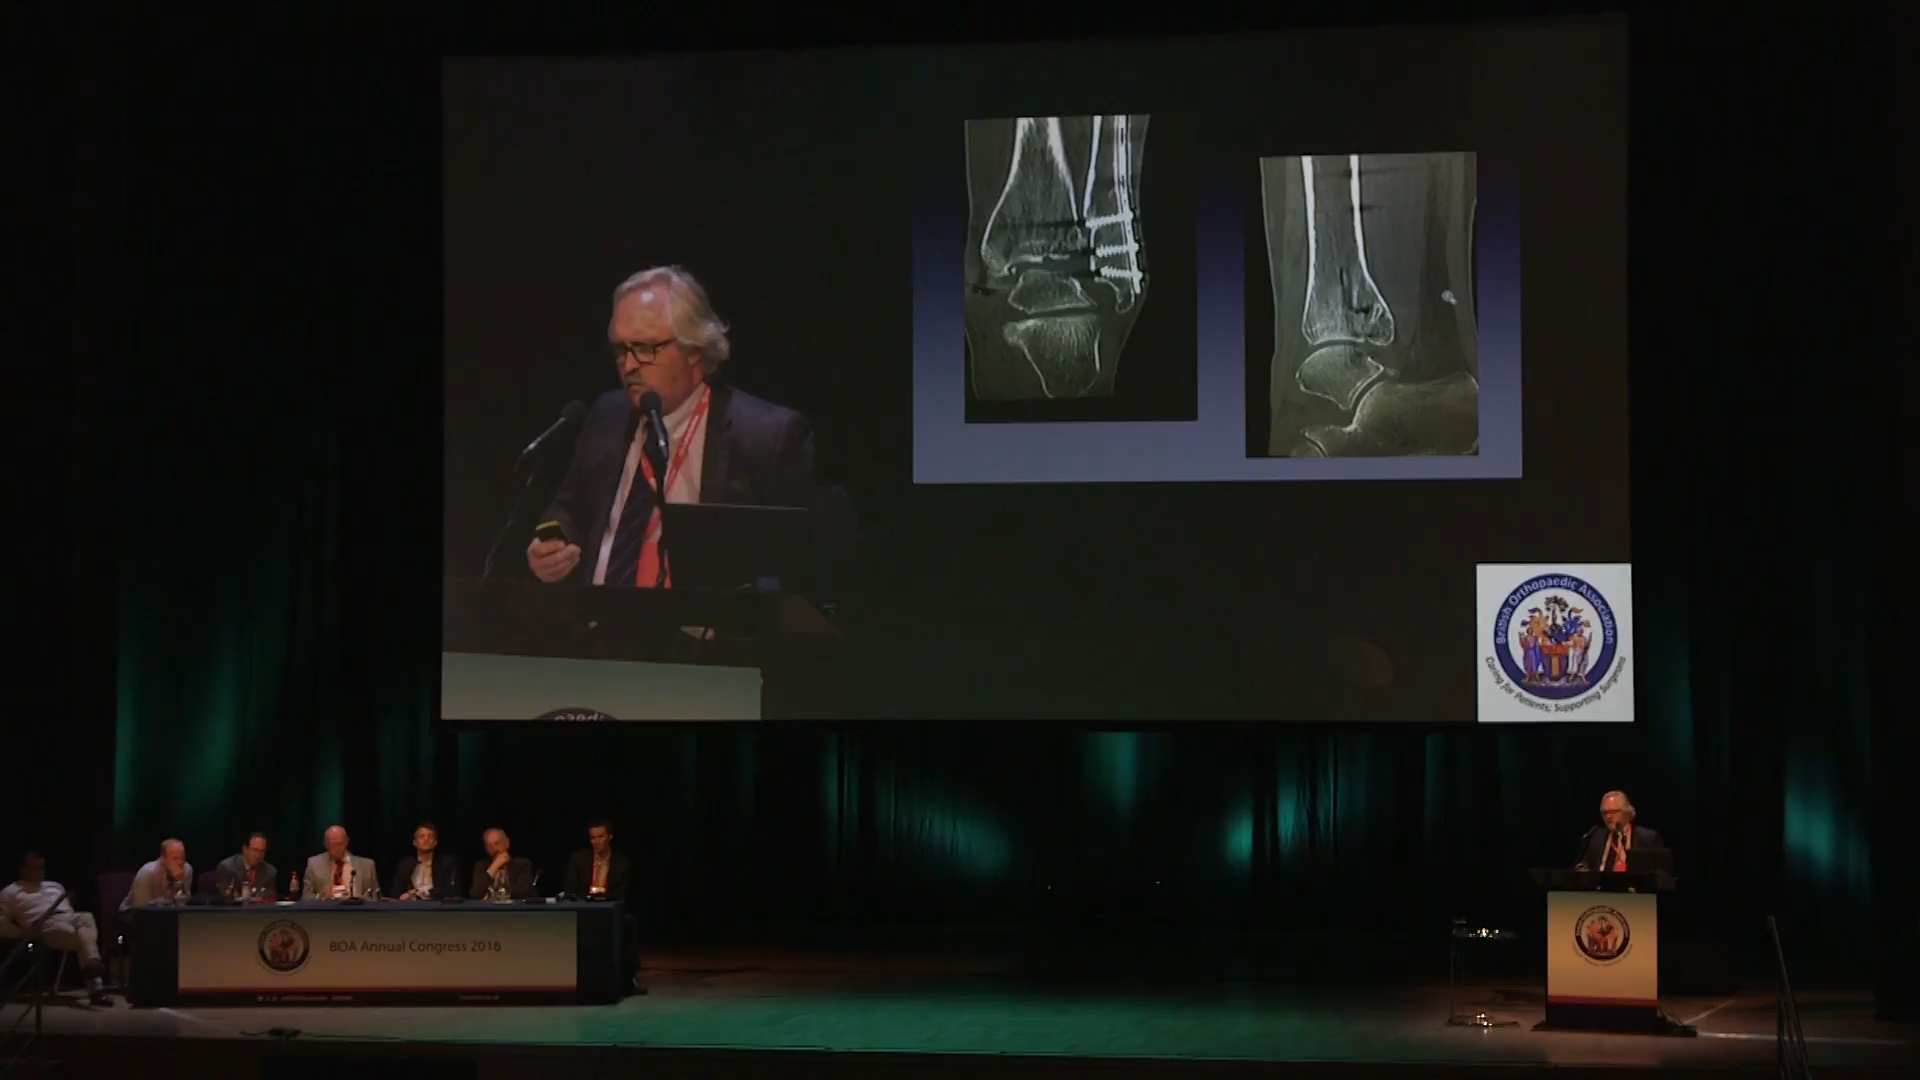 British Orthopaedic Association
Caring for Patients; Supporting Surgeons
BOA Annual Congress 2016